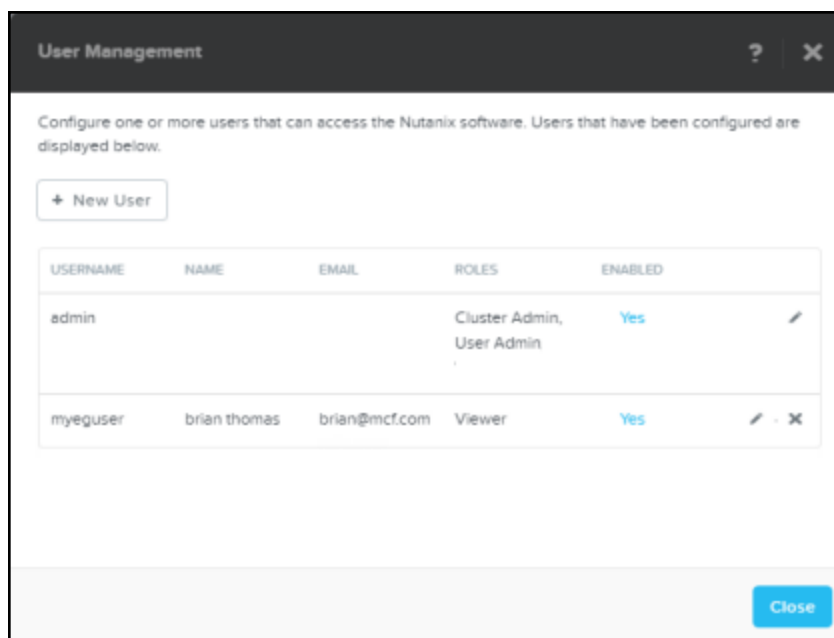 User Management
? ×
Configure one or more users that can access the Nutanix software. Users that have been configured are
displayed below.
+ New User
USERNAME NAME EMAIL ROLES ENABLED
admin Cluster Admin, Yes
User Admin
myeguser brian thomas brian@mcf.com Viewer Yes ×
Close